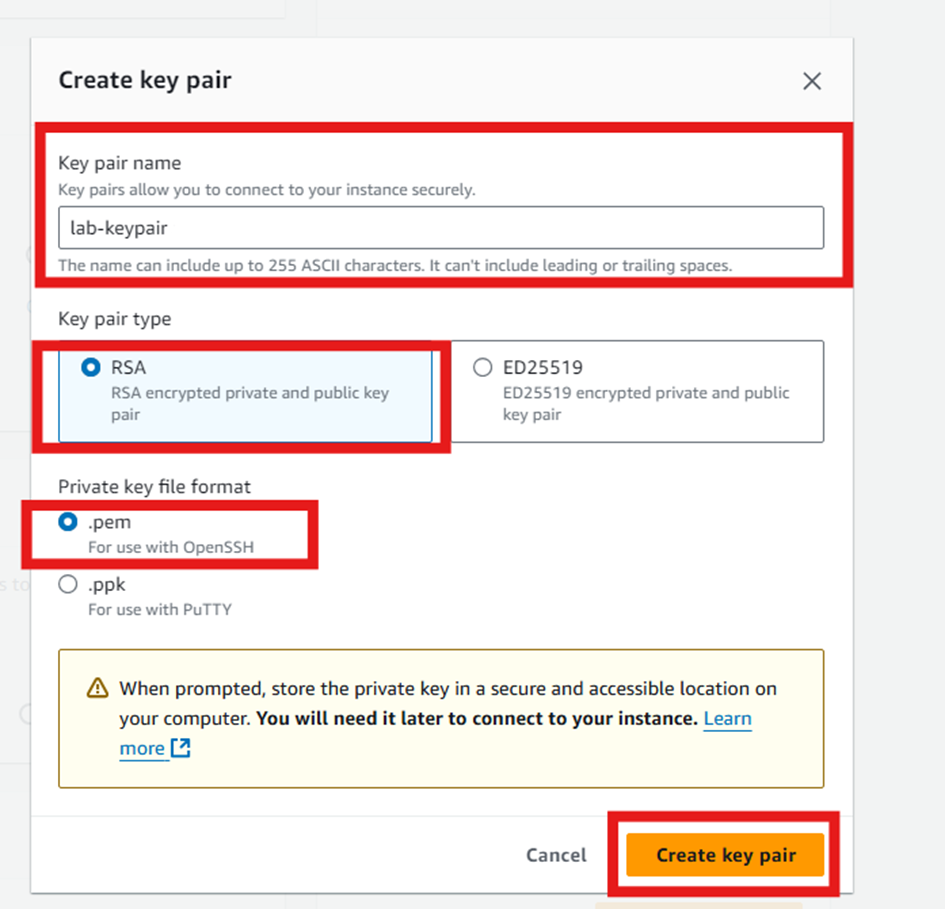 Create key pair
Key pair name
Key pairs allow you to connect to your instance securely.
lab-keypair
The name can include up to 255 ASCII characters. It can't include leading or trailing spaces.
Key pair type
RSA
RSA encrypted private and public key
pair
ED25519
ED25519 encrypted private and public
key pair
Private key file format
.pem
For use with OpenSSH
.ppk
For use with PuTTY
When prompted, store the private key in a secure and accessible location on
your computer. You will need it later to connect to your instance. Learn
more
Cancel
Create key pair